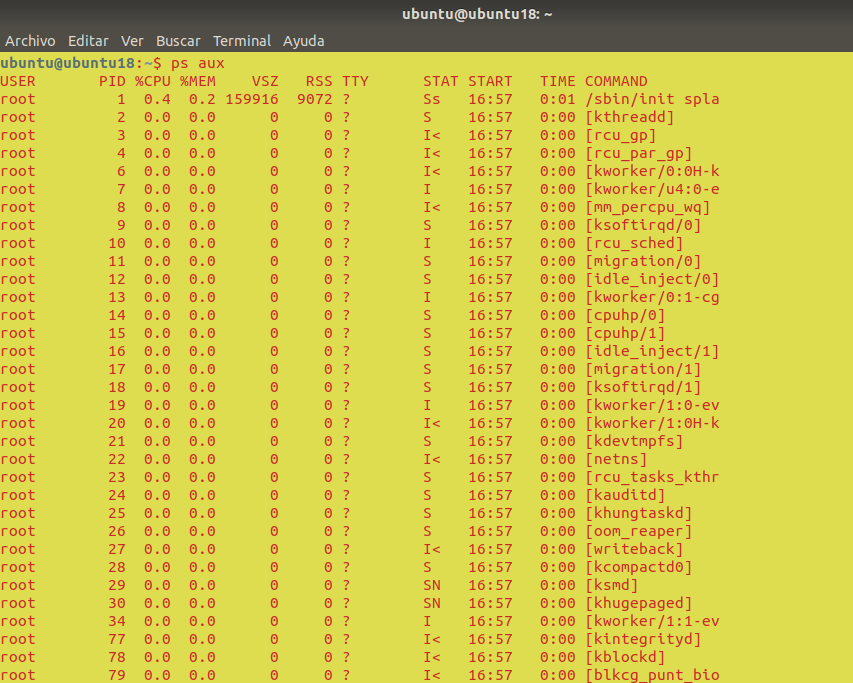 ubuntu@ubuntu18: ~
Archivo Editar Ver Buscar Terminal Ayuda
ubuntu@ubuntu18:~$ ps aux
USER       PID %CPU %MEM    VSZ   RSS TTY      STAT START   TIME COMMAND
root         1  0.4  0.2 159916  9072 ?        Ss   16:57   0:01 /sbin/init spla
root         2  0.0  0.0      0     0 ?        S    16:57   0:00 [kthreadd]
root         3  0.0  0.0      0     0 ?        I<   16:57   0:00 [rcu_gp]
root         4  0.0  0.0      0     0 ?        I<   16:57   0:00 [rcu_par_gp]
root         6  0.0  0.0      0     0 ?        I<   16:57   0:00 [kworker/0:0H-k
root         7  0.0  0.0      0     0 ?        I    16:57   0:00 [kworker/u4:0-e
root         8  0.0  0.0      0     0 ?        I<   16:57   0:00 [mm_percpu_wq]
root         9  0.0  0.0      0     0 ?        S    16:57   0:00 [ksoftirqd/0]
root        10  0.0  0.0      0     0 ?        I    16:57   0:00 [rcu_sched]
root        11  0.0  0.0      0     0 ?        S    16:57   0:00 [migration/0]
root        12  0.0  0.0      0     0 ?        S    16:57   0:00 [idle_inject/0]
root        13  0.0  0.0      0     0 ?        I    16:57   0:00 [kworker/0:1-cg
root        14  0.0  0.0      0     0 ?        S    16:57   0:00 [cpuhp/0]
root        15  0.0  0.0      0     0 ?        S    16:57   0:00 [cpuhp/1]
root        16  0.0  0.0      0     0 ?        S    16:57   0:00 [idle_inject/1]
root        17  0.0  0.0      0     0 ?        S    16:57   0:00 [migration/1]
root        18  0.0  0.0      0     0 ?        S    16:57   0:00 [ksoftirqd/1]
root        19  0.0  0.0      0     0 ?        I    16:57   0:00 [kworker/1:0-ev
root        20  0.0  0.0      0     0 ?        I<   16:57   0:00 [kworker/1:0H-k
root        21  0.0  0.0      0     0 ?        S    16:57   0:00 [kdevtmpfs]
root        22  0.0  0.0      0     0 ?        I<   16:57   0:00 [netns]
root        23  0.0  0.0      0     0 ?        S    16:57   0:00 [rcu_tasks_kthr
root        24  0.0  0.0      0     0 ?        S    16:57   0:00 [kauditd]
root        25  0.0  0.0      0     0 ?        S    16:57   0:00 [khungtaskd]
root        26  0.0  0.0      0     0 ?        S    16:57   0:00 [oom_reaper]
root        27  0.0  0.0      0     0 ?        I<   16:57   0:00 [writeback]
root        28  0.0  0.0      0     0 ?        S    16:57   0:00 [kcompactd0]
root        29  0.0  0.0      0     0 ?        SN   16:57   0:00 [ksmd]
root        30  0.0  0.0      0     0 ?        SN   16:57   0:00 [khugepaged]
root        34  0.0  0.0      0     0 ?        I    16:57   0:00 [kworker/1:1-ev
root        77  0.0  0.0      0     0 ?        I<   16:57   0:00 [kintegrityd]
root        78  0.0  0.0      0     0 ?        I<   16:57   0:00 [kblockd]
root        79  0.0  0.0      0     0 ?        I<   16:57   0:00 [blkcg_punt_bio